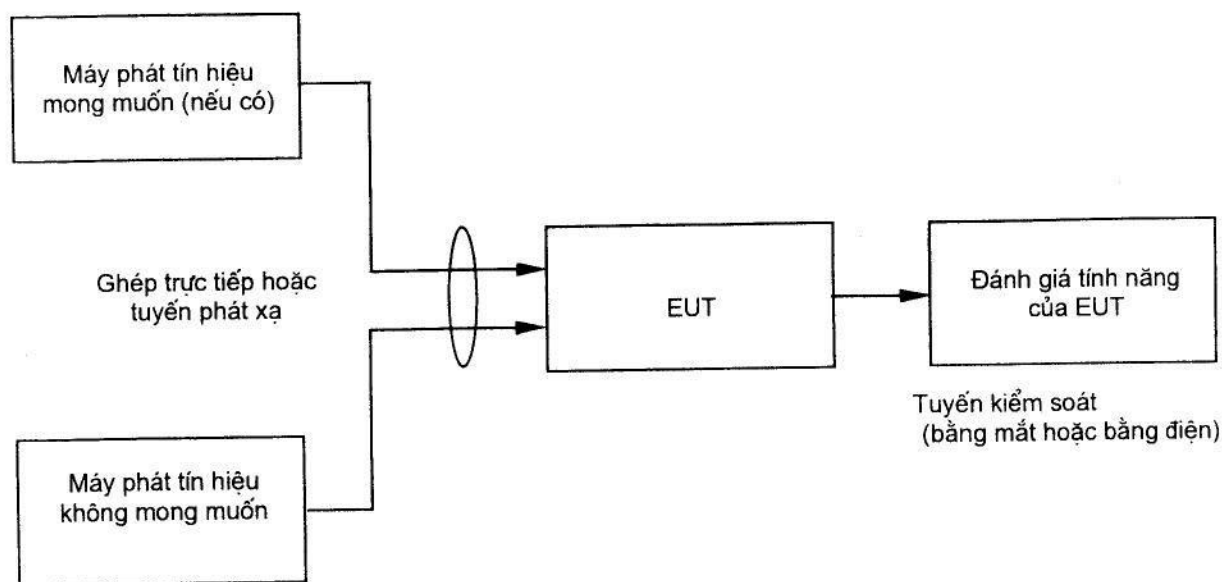 Máy phát tín hiệu
mong muốn (nếu có)
Ghép trực tiếp hoặc
tuyến phát xạ
EUT
Đánh giá tính năng
của EUT
Tuyến kiểm soát
(bằng mắt hoặc bằng điện)
Máy phát tín hiệu
không mong muốn